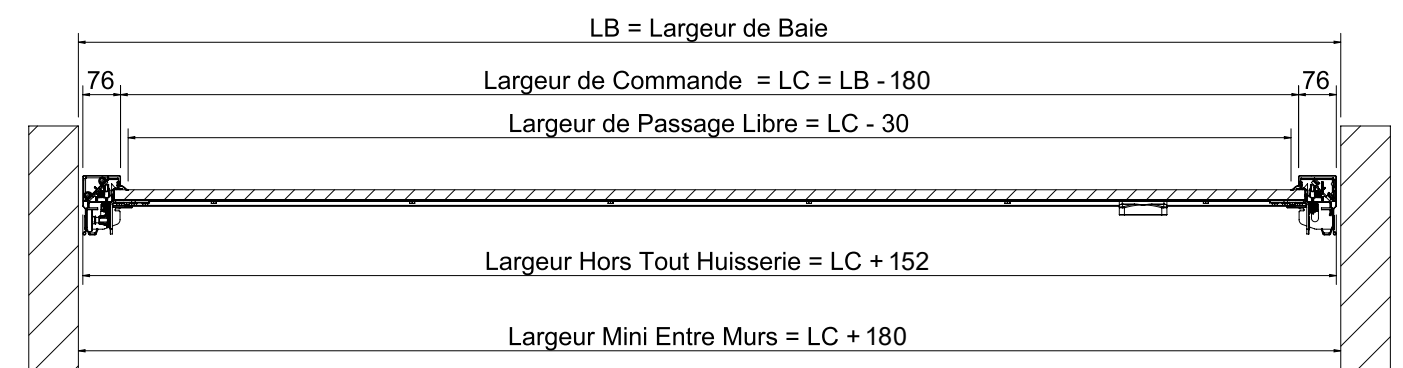 LB = Largeur de Baie
76
Largeur de Commande = LC = LB - 180
76
Largeur de Passage Libre = LC - 30
Largeur Hors Tout Huisserie = LC + 152
Largeur Mini Entre Murs = LC + 180